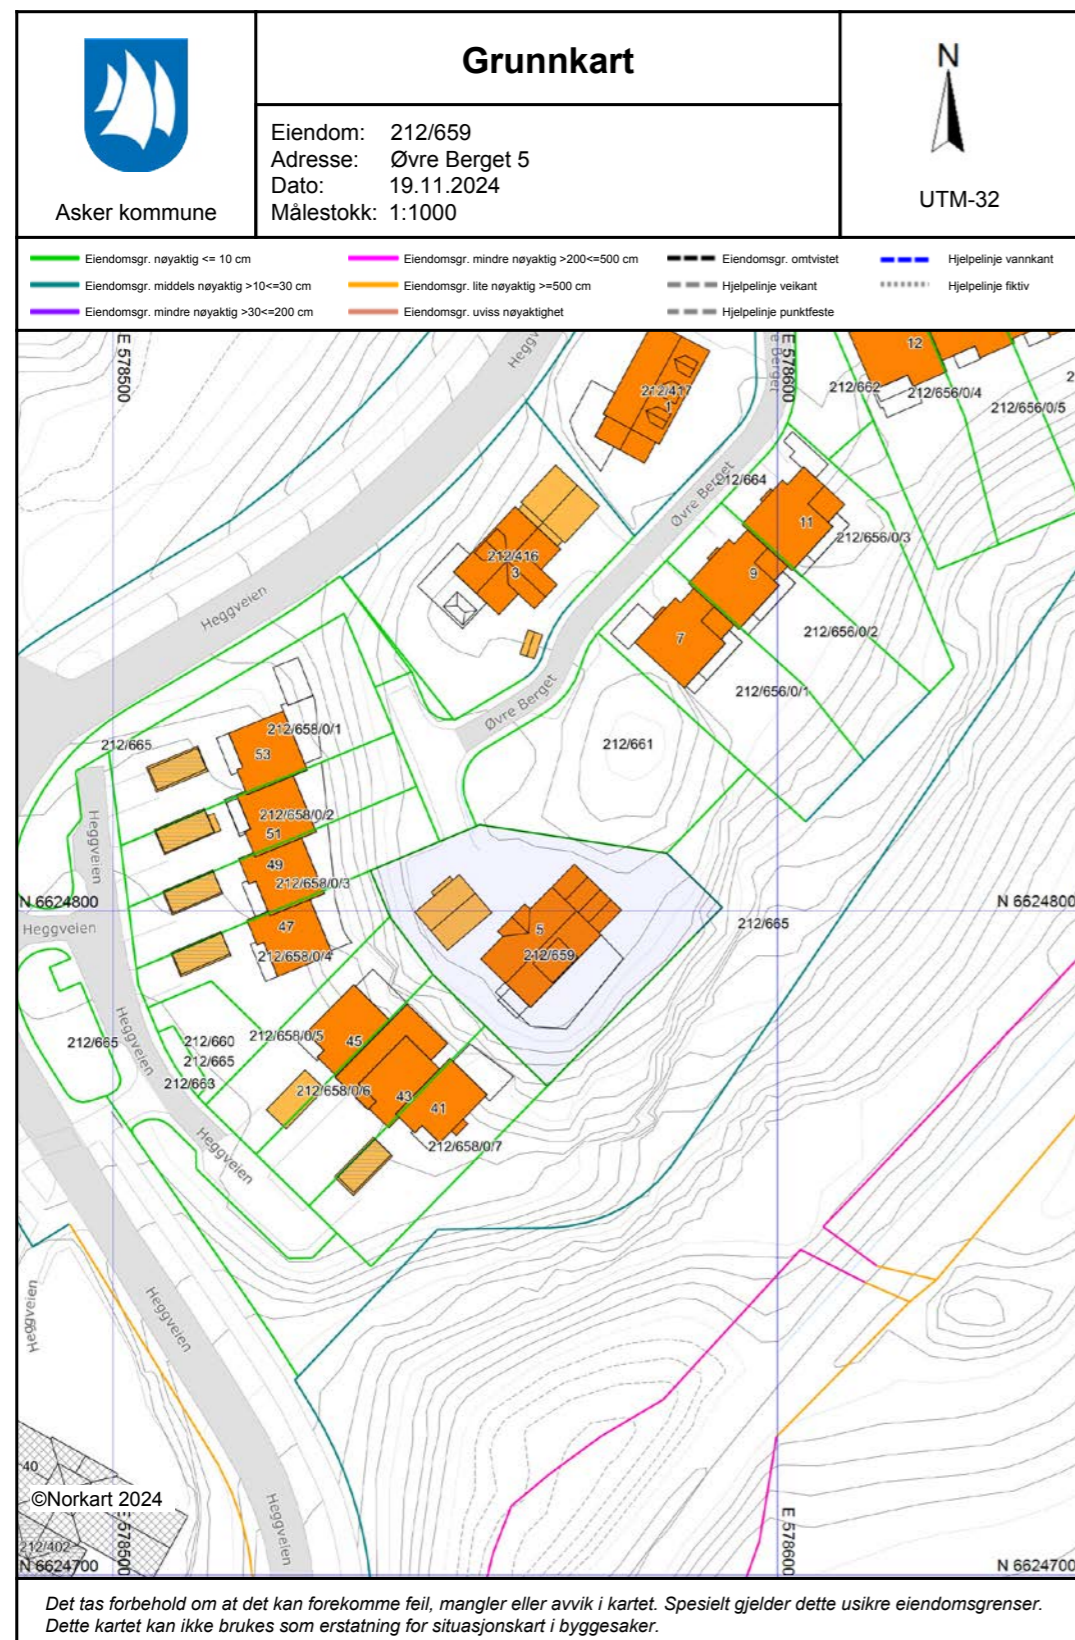 Grunnkart
Asker kommune
Eiendom: 212/659
Adresse: Øvre Berget 5
Dato: 19.11.2024
Målestokk: 1:1000
N
UTM-32
Eiendomsgr. nøyaktig <= 10 cm
Eiendomsgr. middels nøyaktig >10<=30 cm
Eiendomsgr. mindre nøyaktig >30<=200 cm
Eiendomsgr. mindre nøyaktig >200<=500 cm
Eiendomsgr. lite nøyaktig >=500 cm
Eiendomsgr. uviss nøyaktighet
Eiendomsgr. omtvistet
Hjelpelinje veikant
Hjelpelinje punktfeste
Hjelpelinje vannkant
Hjelpelinje fiktiv
E 578500
Heggv
212/417
1
e Berget
E 578600
12
212/662
212/656/0/4
212/656/0/5
2
Øvre Berget
212/664
11
212/656/0/3
212/416
3
9
Heggveien
7
212/656/0/2
212/656/0/1
Øvre Berget
212/661
212/665
212/658/0/1
53
212/658/0/2
51
Heggveien
49
212/658/0/3
N 6624800
N 6624800
Heggveien
47
212/658/0/4
5
212/659
212/665
Heggveien
212/665
212/660
212/665
212/663
212/658/0/5
45
212/658/0/6
43
41
Heggveien
212/658/0/7
Heggveien
Heggveien
40
©Norkart 2024
Heggveien
212/402
E 578500
E 578600
N 6624700
N 6624700
Det tas forbehold om at det kan forekomme feil, mangler eller avvik i kartet. Spesielt gjelder dette usikre eiendomsgrenser.
Dette kartet kan ikke brukes som erstatning for situasjonskart i byggesaker.